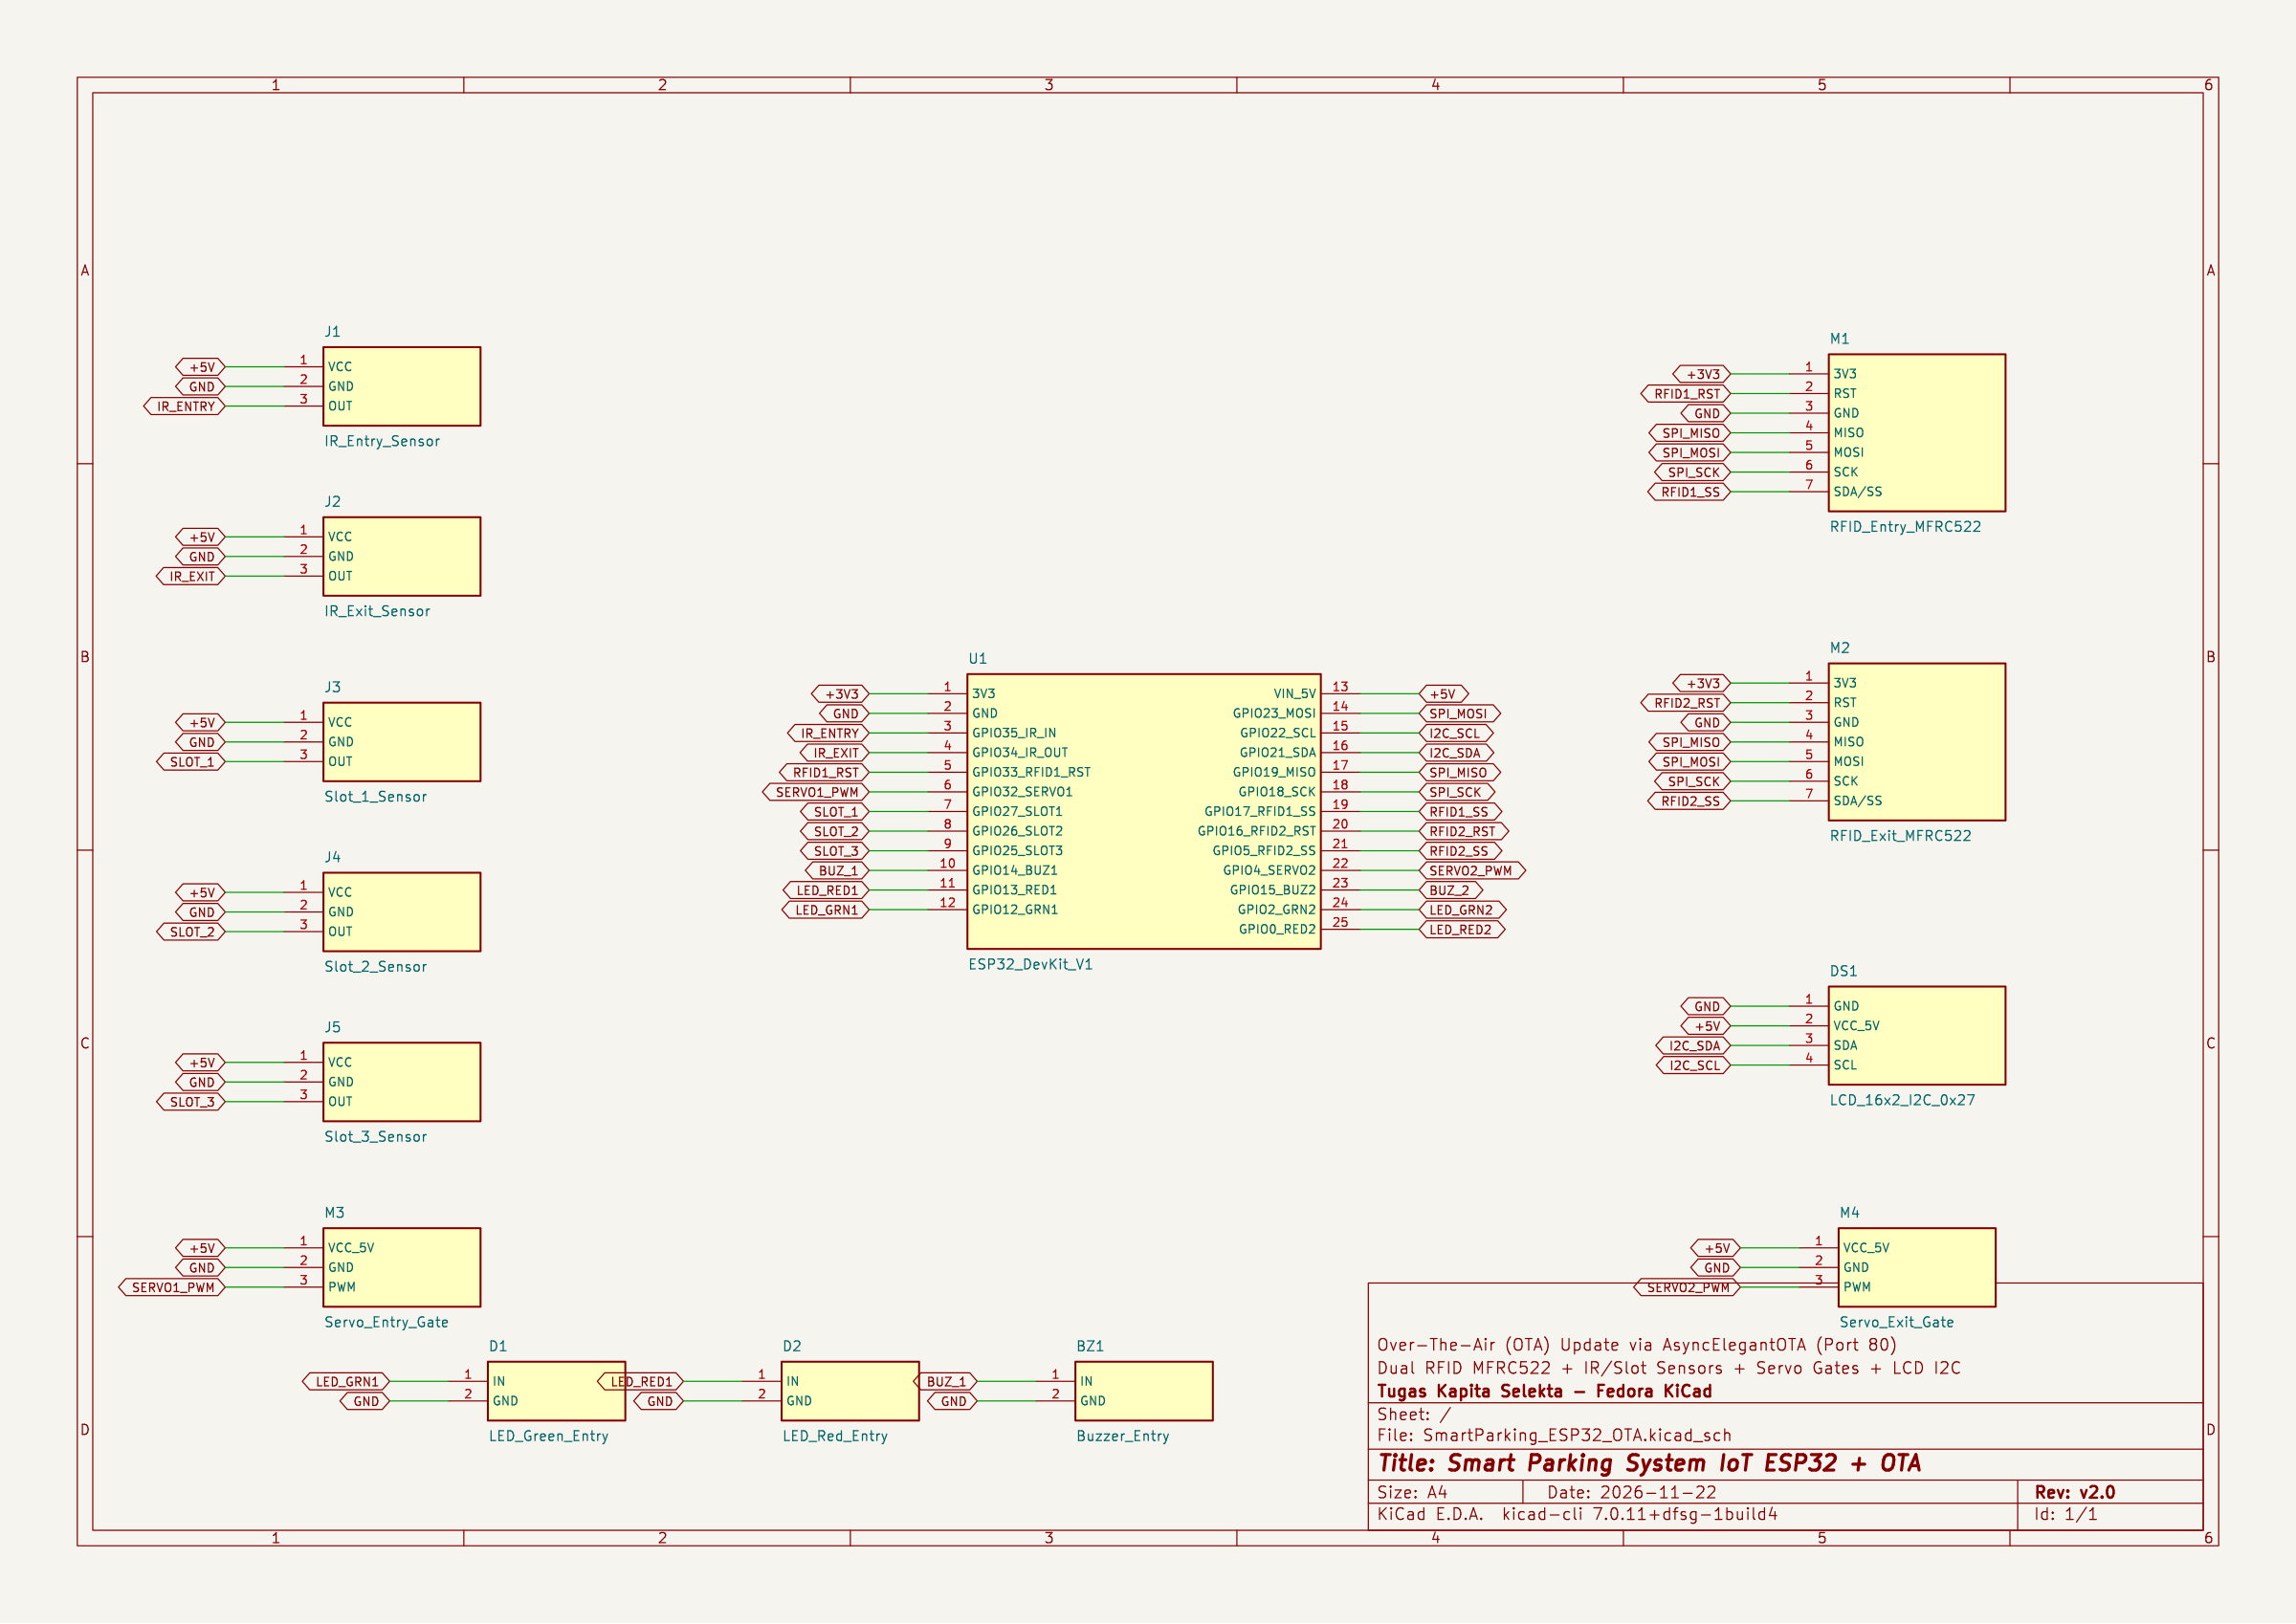 1 2 3 4 5 6
A A
B B
C C
D D
J1
+5V 1 VCC
GND 2 GND
IR_ENTRY 3 OUT
IR_Entry_Sensor
J2
+5V 1 VCC
GND 2 GND
IR_EXIT 3 OUT
IR_Exit_Sensor
J3
+5V 1 VCC
GND 2 GND
SLOT_1 3 OUT
Slot_1_Sensor
J4
+5V 1 VCC
GND 2 GND
SLOT_2 3 OUT
Slot_2_Sensor
J5
+5V 1 VCC
GND 2 GND
SLOT_3 3 OUT
Slot_3_Sensor
M3
+5V 1 VCC_5V
GND 2 GND
SERVO1_PWM 3 PWM
Servo_Entry_Gate
D1
LED_GRN1 1 IN
GND 2 GND
LED_Green_Entry
D2
LED_RED1 1 IN
GND 2 GND
LED_Red_Entry
BZ1
BUZ_1 1 IN
GND 2 GND
Buzzer_Entry
U1
+3V3 1 3V3 VIN_5V 13 +5V
GND 2 GND GPIO23_MOSI 14 SPI_MOSI
IR_ENTRY 3 GPIO35_IR_IN GPIO22_SCL 15 I2C_SCL
IR_EXIT 4 GPIO34_IR_OUT GPIO21_SDA 16 I2C_SDA
RFID1_RST 5 GPIO33_RFID1_RST GPIO19_MISO 17 SPI_MISO
SERVO1_PWM 6 GPIO32_SERVO1 GPIO18_SCK 18 SPI_SCK
SLOT_1 7 GPIO27_SLOT1 GPIO17_RFID1_SS 19 RFID1_SS
SLOT_2 8 GPIO26_SLOT2 GPIO16_RFID2_RST 20 RFID2_RST
SLOT_3 9 GPIO25_SLOT3 GPIO5_RFID2_SS 21 RFID2_SS
BUZ_1 10 GPIO14_BUZ1 GPIO4_SERVO2 22 SERVO2_PWM
LED_RED1 11 GPIO13_RED1 GPIO15_BUZ2 23 BUZ_2
LED_GRN1 12 GPIO12_GRN1 GPIO2_GRN2 24 LED_GRN2
GPIO0_RED2 25 LED_RED2
ESP32_DevKit_V1
M1
+3V3 1 3V3
RFID1_RST 2 RST
GND 3 GND
SPI_MISO 4 MISO
SPI_MOSI 5 MOSI
SPI_SCK 6 SCK
RFID1_SS 7 SDA/SS
RFID_Entry_MFRC522
M2
+3V3 1 3V3
RFID2_RST 2 RST
GND 3 GND
SPI_MISO 4 MISO
SPI_MOSI 5 MOSI
SPI_SCK 6 SCK
RFID2_SS 7 SDA/SS
RFID_Exit_MFRC522
DS1
GND 1 GND
+5V 2 VCC_5V
I2C_SDA 3 SDA
I2C_SCL 4 SCL
LCD_16x2_I2C_0x27
M4
+5V 1 VCC_5V
GND 2 GND
SERVO2_PWM 3 PWM
Servo_Exit_Gate
Over-The-Air (OTA) Update via AsyncElegantOTA (Port 80)
Dual RFID MFRC522 + IR/Slot Sensors + Servo Gates + LCD I2C
Tugas Kapita Selekta - Fedora KiCad
Sheet: /
File: SmartParking_ESP32_OTA.kicad_sch
Title: Smart Parking System IoT ESP32 + OTA
Size: A4 Date: 2026-11-22 Rev: v2.0
KiCad E.D.A. kicad-cli 7.0.11+dfsg-1build4 Id: 1/1
1 2 3 4 5 6